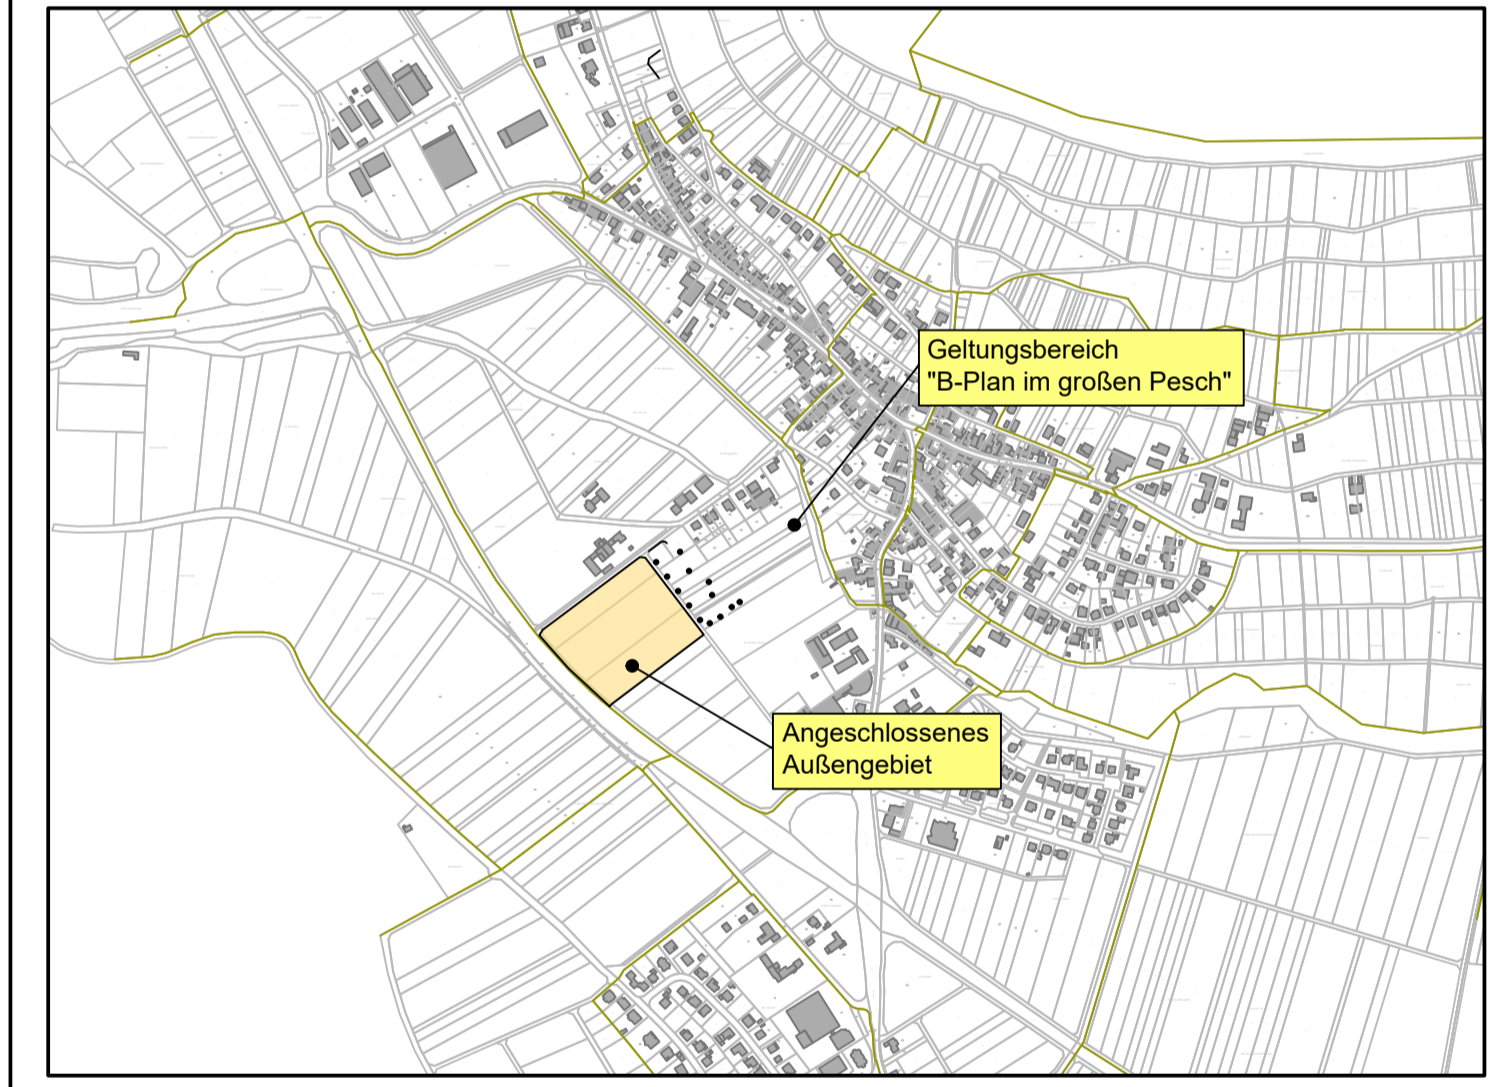 Geltungsbereich
"B-Plan im großen Pesch"
Angeschlossenes
Außengebiet